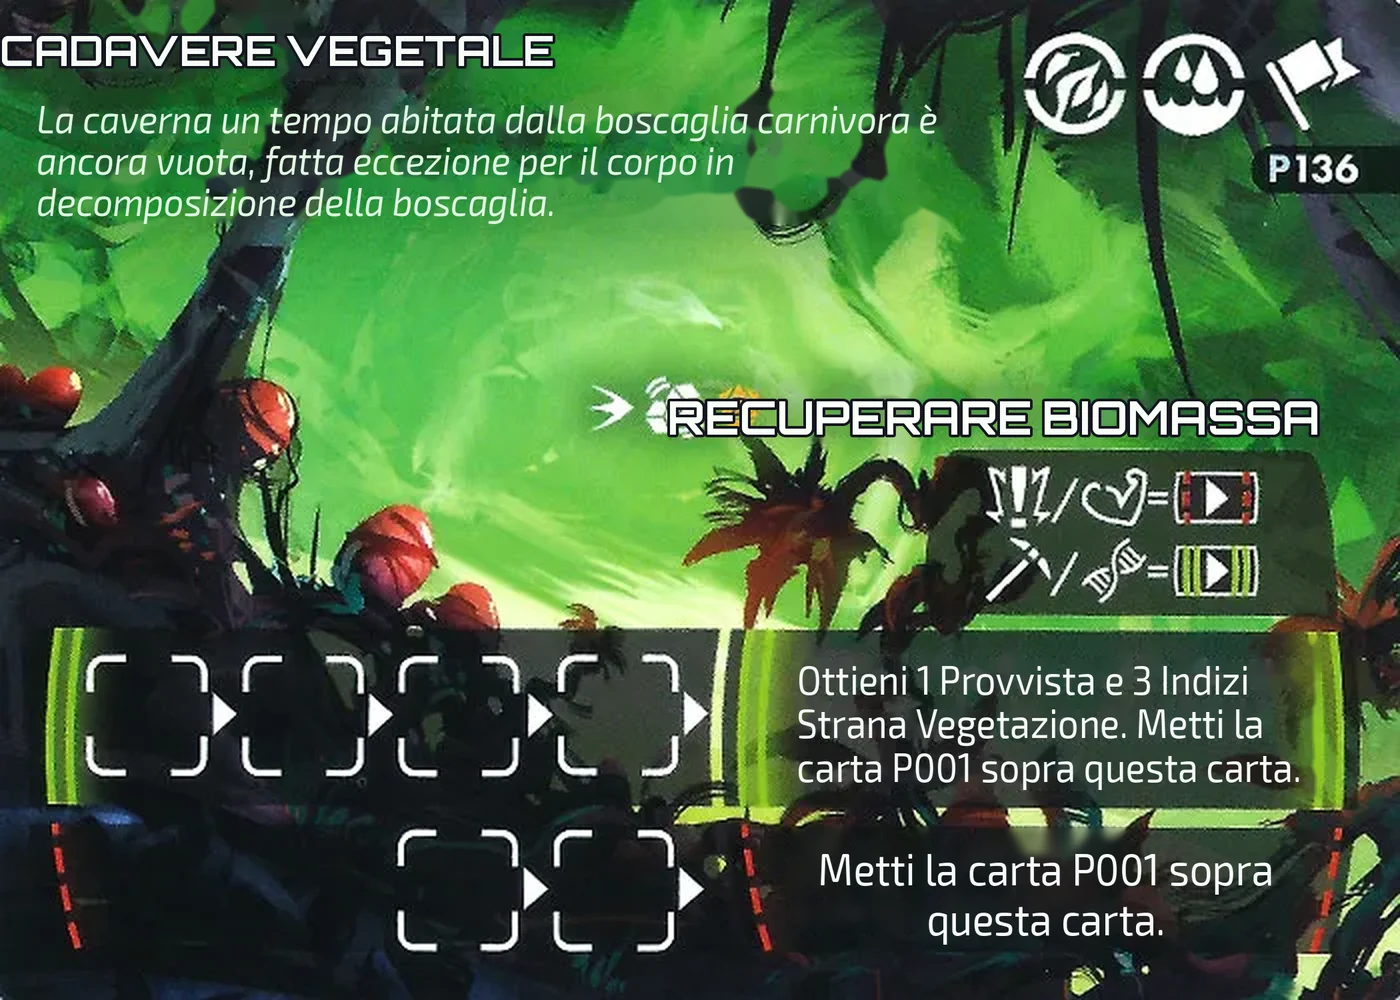 CADAVERE VEGETALE
La caverna un tempo abitata dalla boscaglia carnivora è
ancora vuota, fatta eccezione per il corpo in
decomposizione della boscaglia.
P136
RECUPERARE BIOMASSA
Ottieni 1 Provvista e 3 Indizi
Strana Vegetazione. Metti la
carta P001 sopra questa carta.
Metti la carta P001 sopra
questa carta.